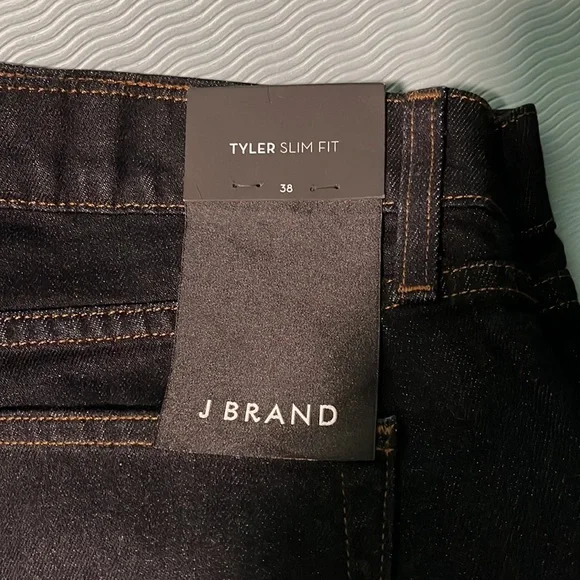 TYLER SLIM FIT
38
J BRAND